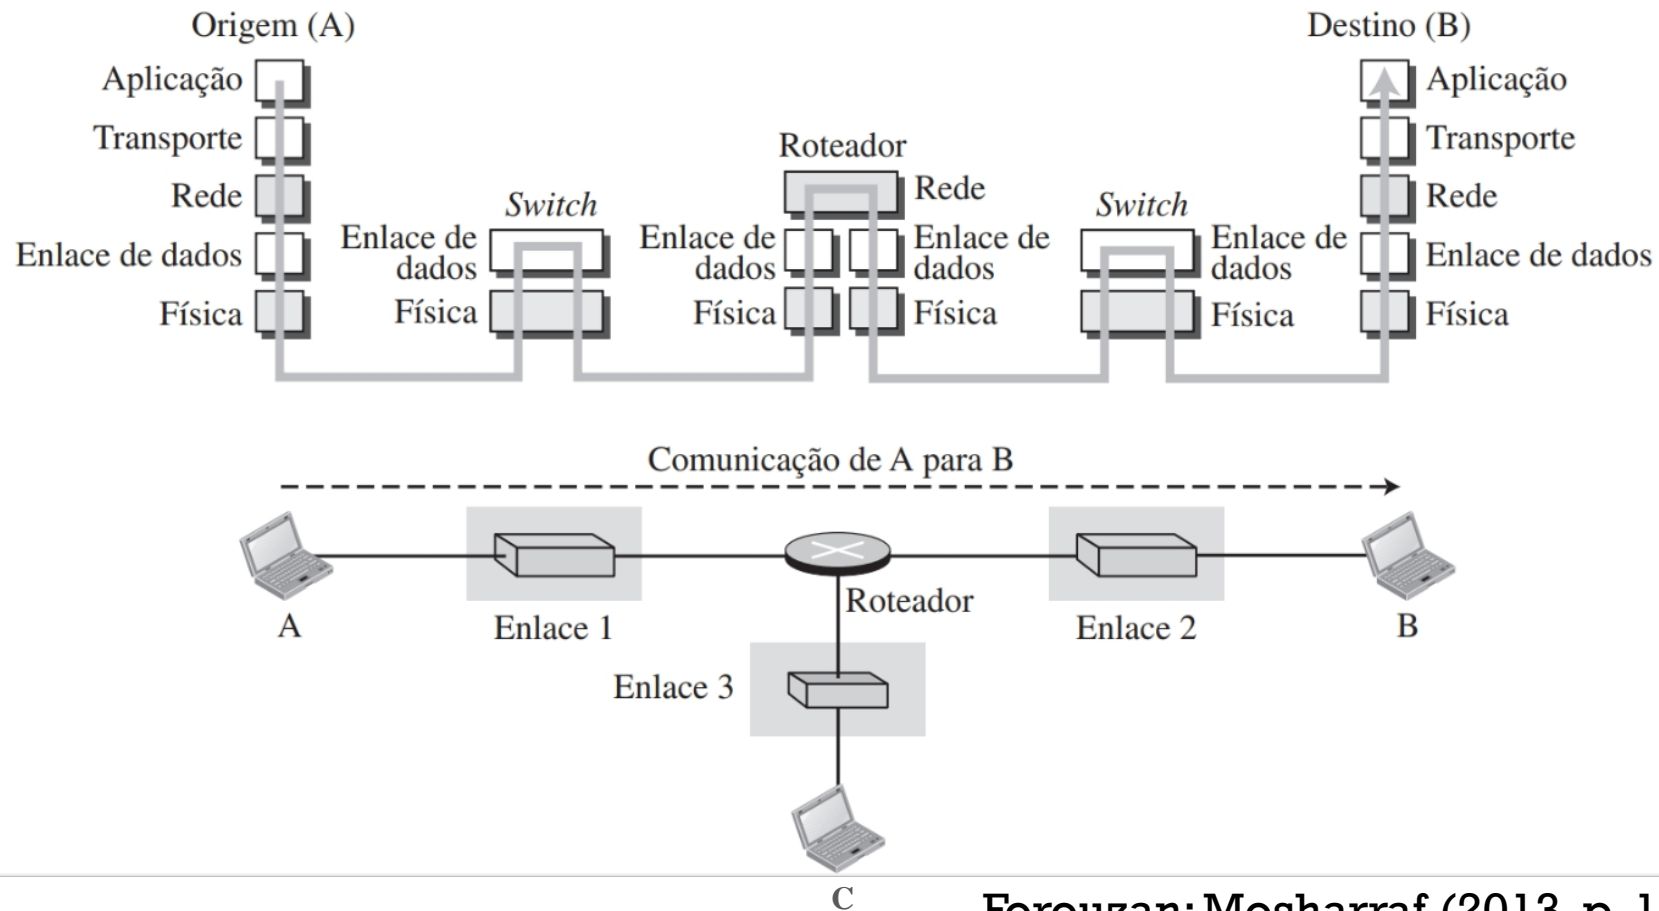 Origem (A)
Destino (B)
Aplicação
Transporte
Rede
Enlace de dados
Física
Switch
Enlace de
dados
Física
Roteador
Rede
Enlace de
dados
Física
Enlace de
dados
Física
Switch
Enlace de
dados
Física
Aplicação
Transporte
Rede
Enlace de dados
Física
Comunicação de A para B
A
Enlace 1
Roteador
Enlace 2
B
Enlace 3
C
Forouzan; Mosharraf (2013, p. 1